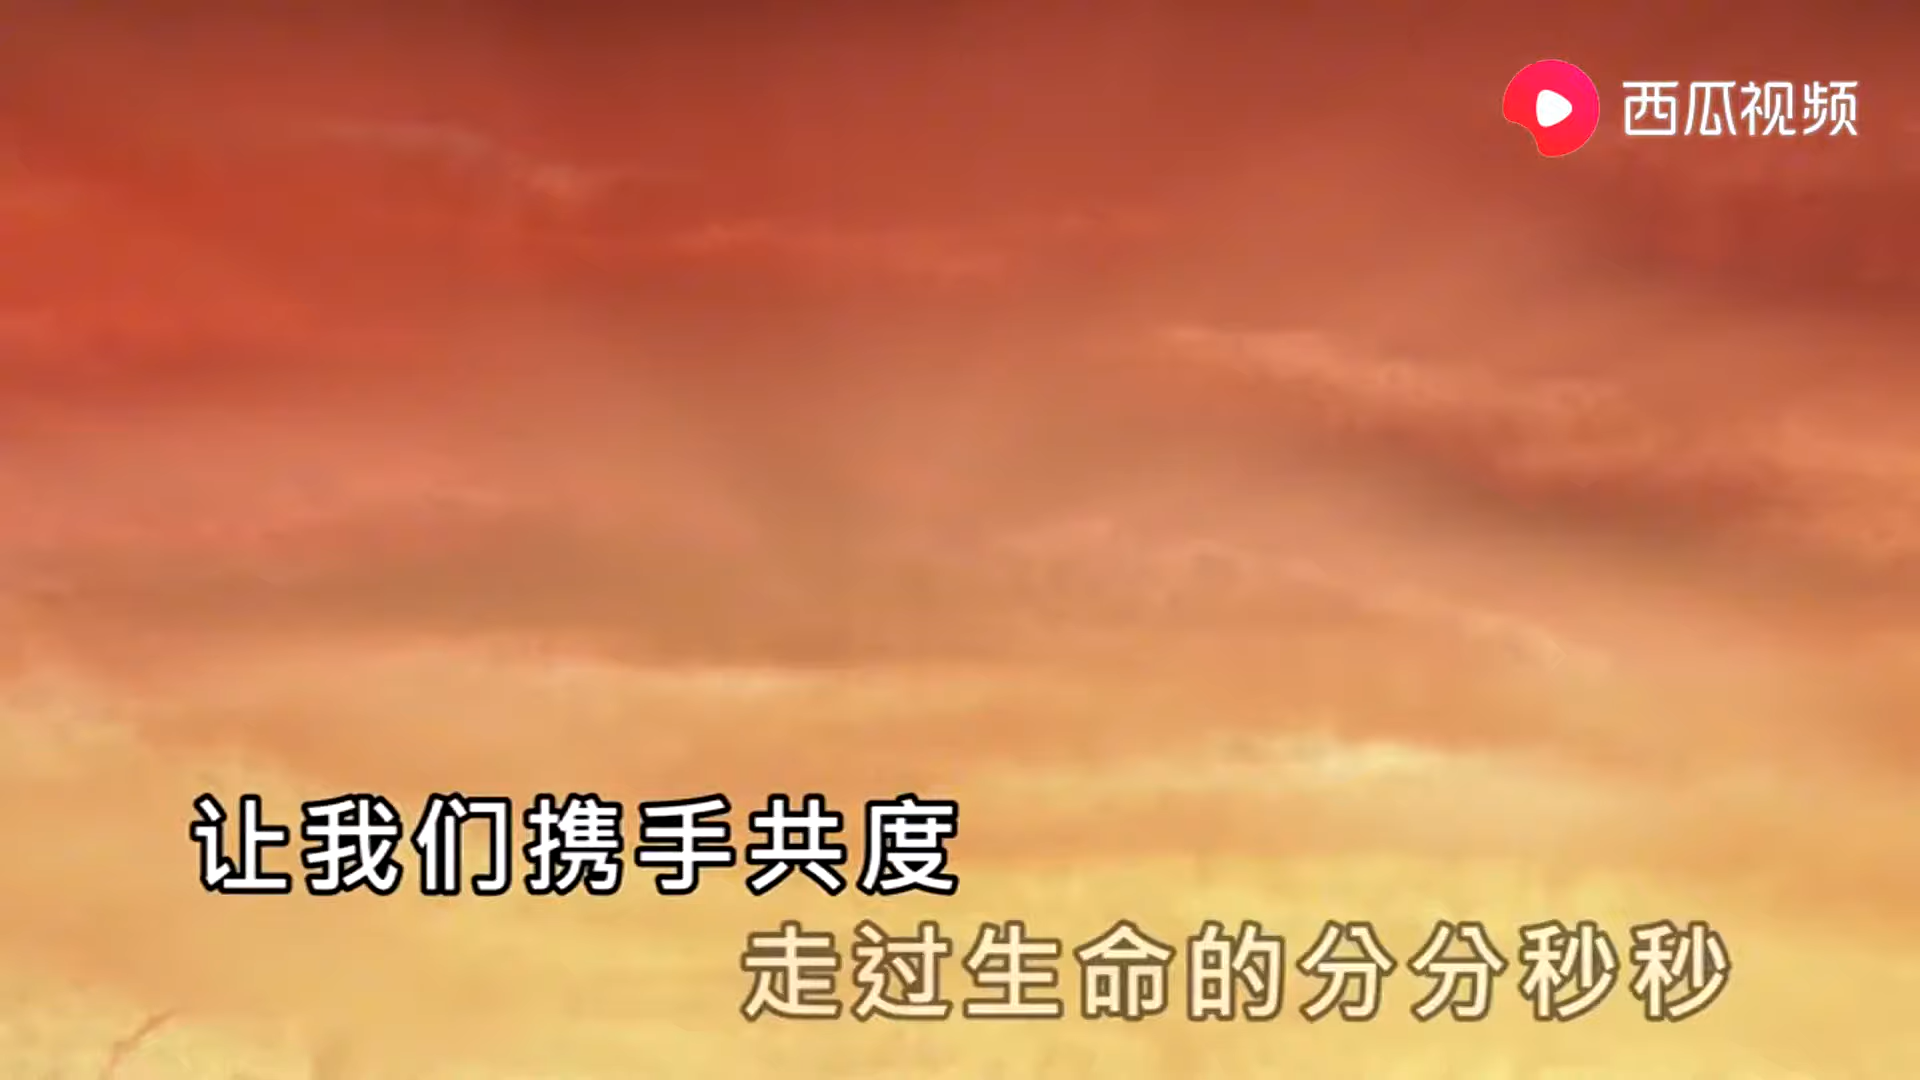 西瓜视频
让我们携手共度
走过生命的分分秒秒